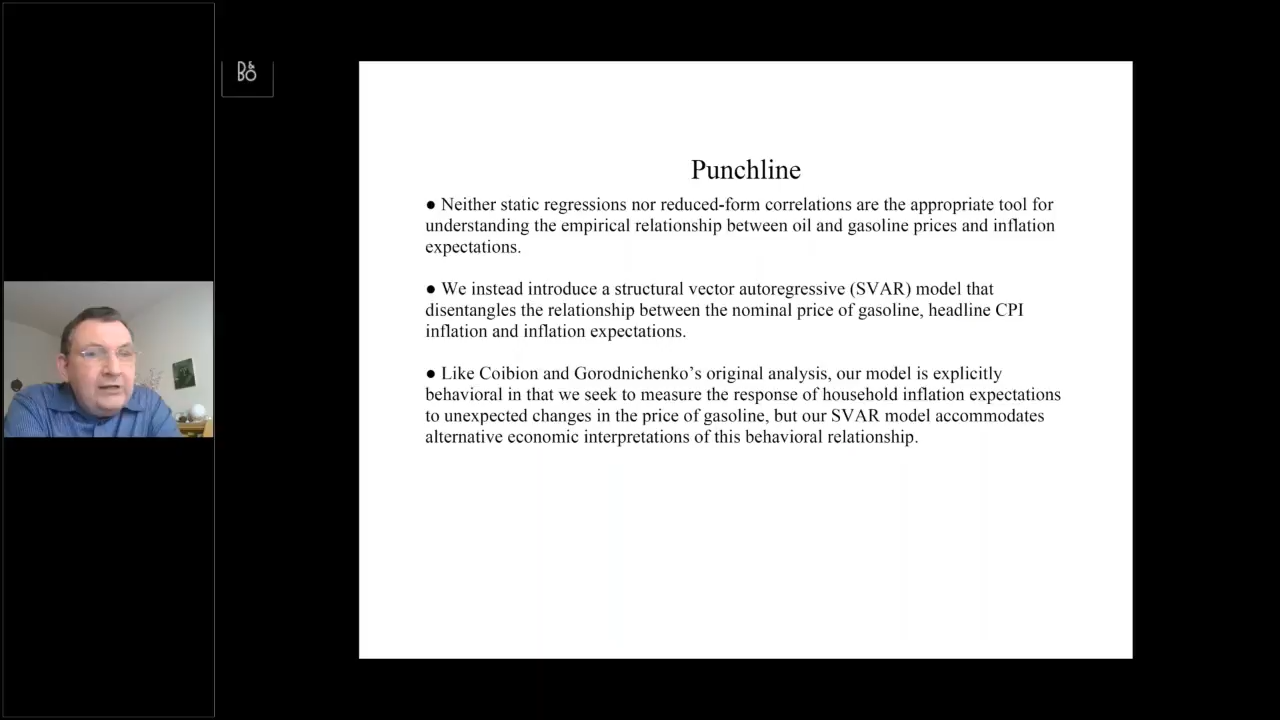 Punchline
● Neither static regressions nor reduced-form correlations are the appropriate tool for
understanding the empirical relationship between oil and gasoline prices and inflation
expectations.
● We instead introduce a structural vector autoregressive (SVAR) model that
disentangles the relationship between the nominal price of gasoline, headline CPI
inflation and inflation expectations.
● Like Coibion and Gorodnichenko’s original analysis, our model is explicitly
behavioral in that we seek to measure the response of household inflation expectations
to unexpected changes in the price of gasoline, but our SVAR model accommodates
alternative economic interpretations of this behavioral relationship.